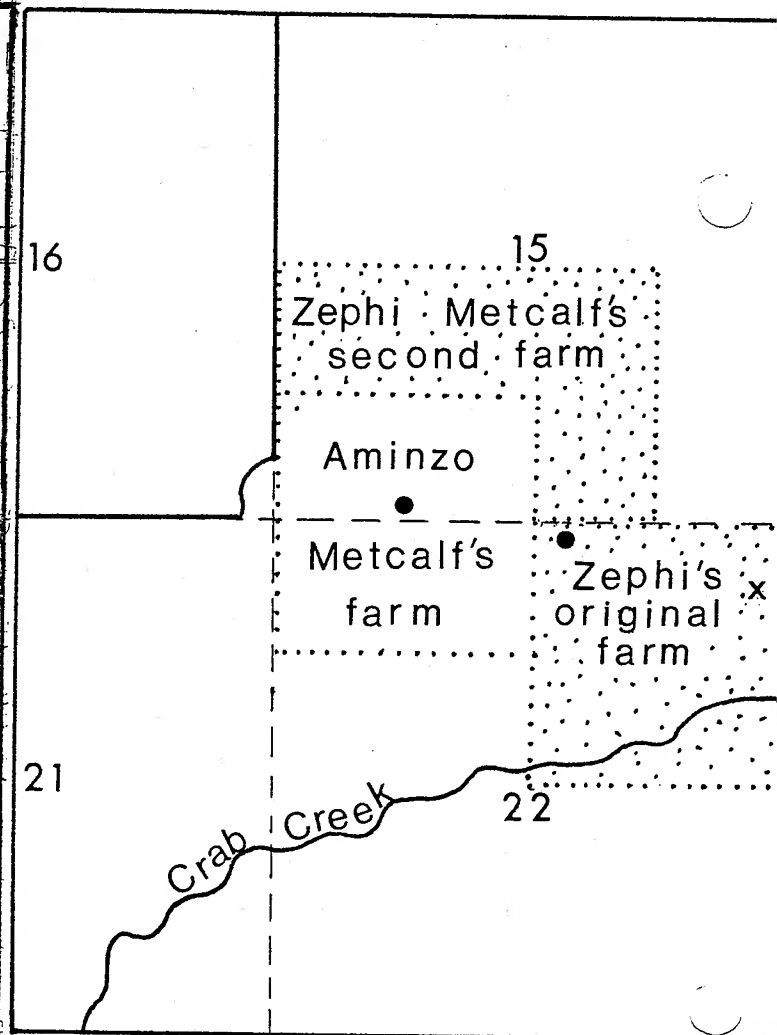 16
15
Zephi Metcalf's
second farm
Aminzo
Metcalf's
farm
Zephi's
x
original
farm
21
22
Crab Creek